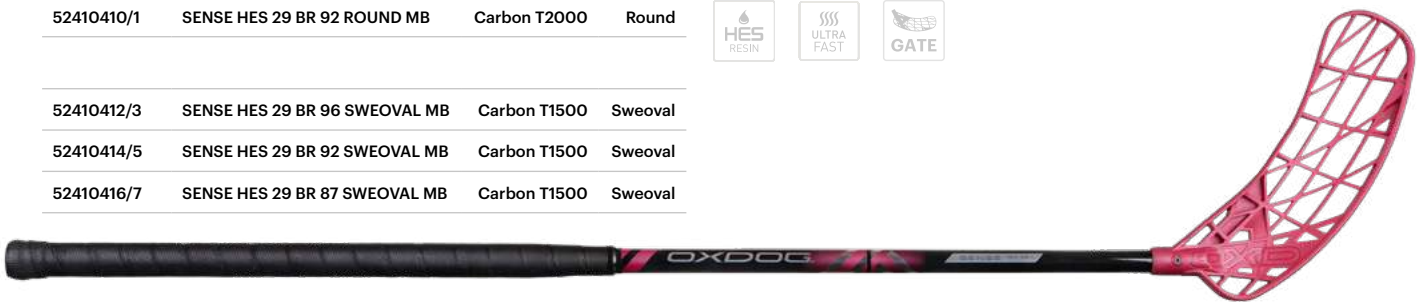 52410410/1 SENSE HES 29 BR 92 ROUND MB Carbon T2000 Round
HES RESIN
ULTRA FAST
GATE
52410412/3 SENSE HES 29 BR 96 SWEOVAL MB Carbon T1500 Sweoval
52410414/5 SENSE HES 29 BR 92 SWEOVAL MB Carbon T1500 Sweoval
52410416/7 SENSE HES 29 BR 87 SWEOVAL MB Carbon T1500 Sweoval
OXDOG